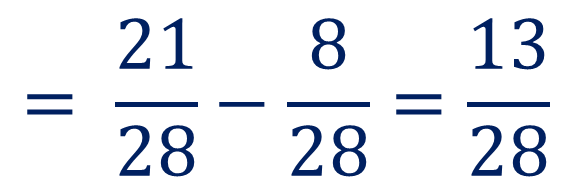 = 21/28 − 8/28 = 13/28